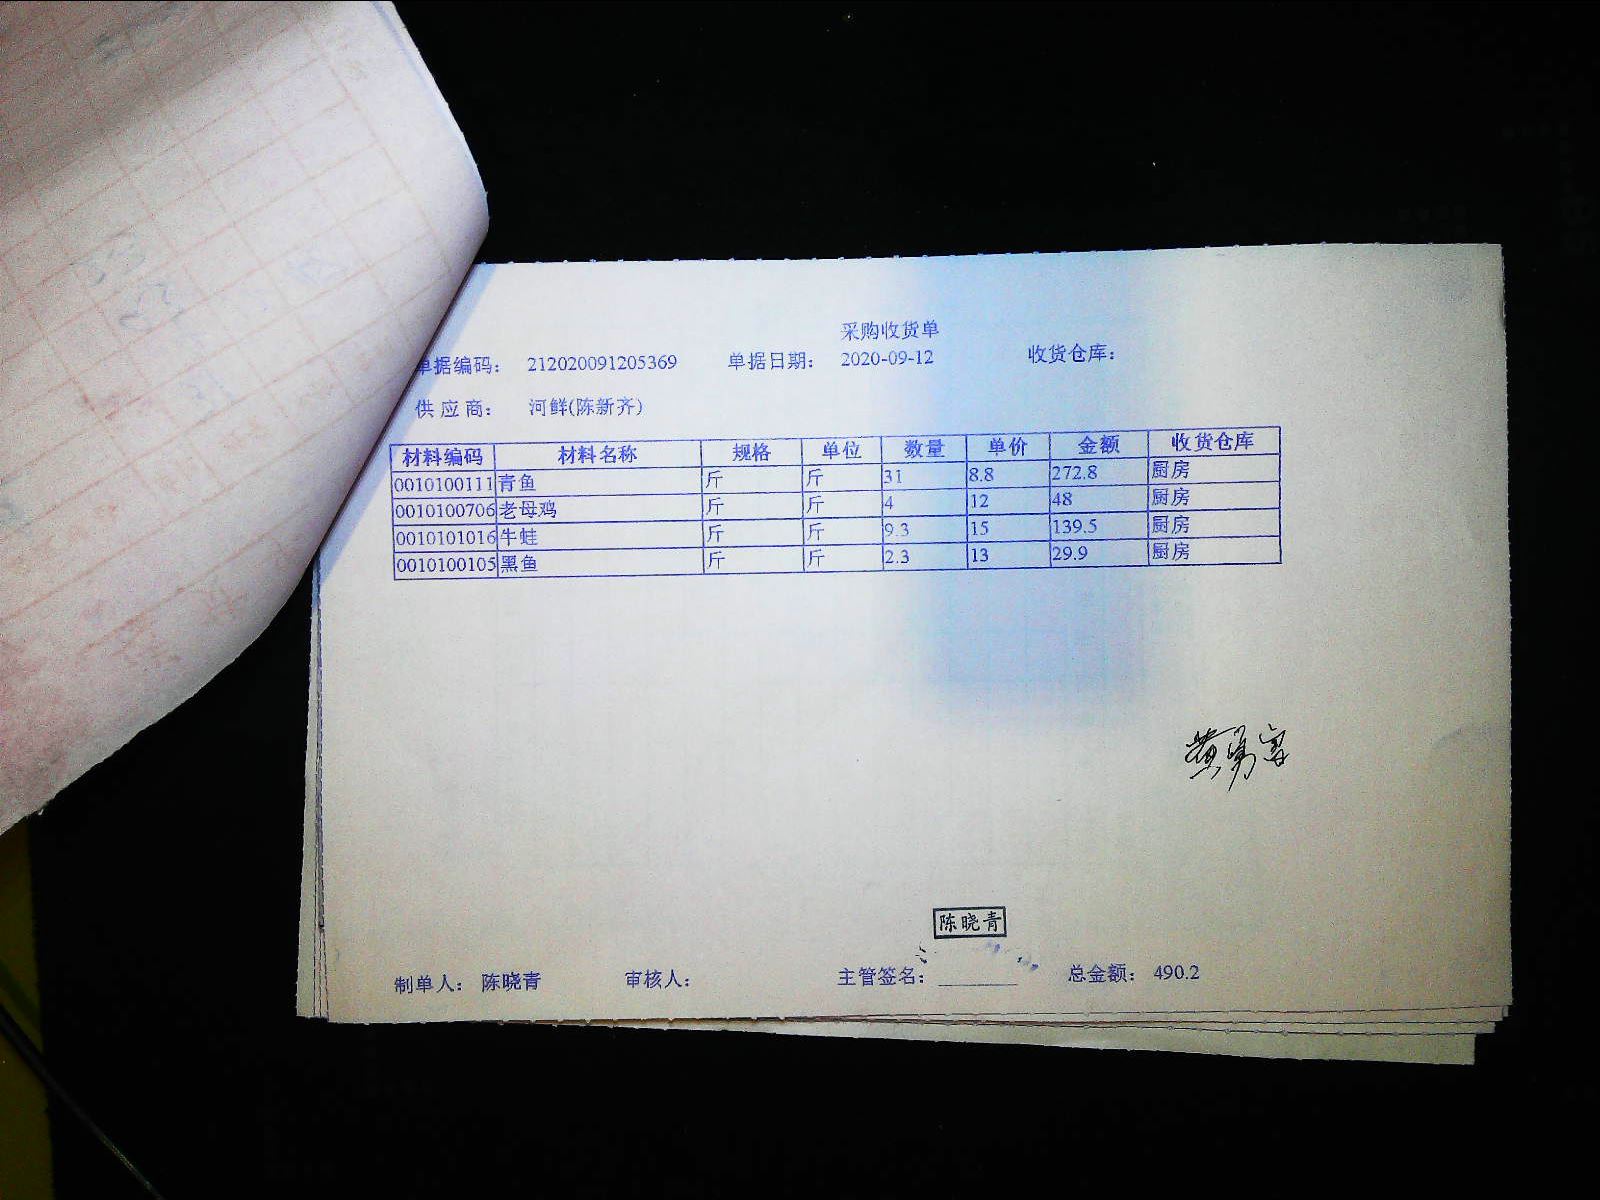 采购收货单
单据编码： 212020091205369 单据日期： 2020-09-12 收货仓库：
供应商： 河鲜(陈新齐)
材料编码 材料名称 规格 单位 数量 单价 金额 收货仓库
0010100111 青鱼 斤 斤 31 8.8 272.8 厨房
0010100706 老母鸡 斤 斤 4 12 48 厨房
0010101016 牛蛙 斤 斤 9.3 15 139.5 厨房
0010100105 黑鱼 斤 斤 2.3 13 29.9 厨房
黄勇富
陈晓青
制单人： 陈晓青 审核人： 主管签名： 总金额： 490.2